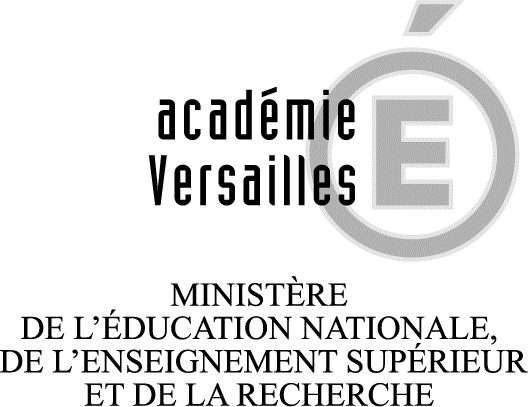 académie
Versailles
É
MINISTÈRE
DE L’ÉDUCATION NATIONALE,
DE L’ENSEIGNEMENT SUPÉRIEUR
ET DE LA RECHERCHE